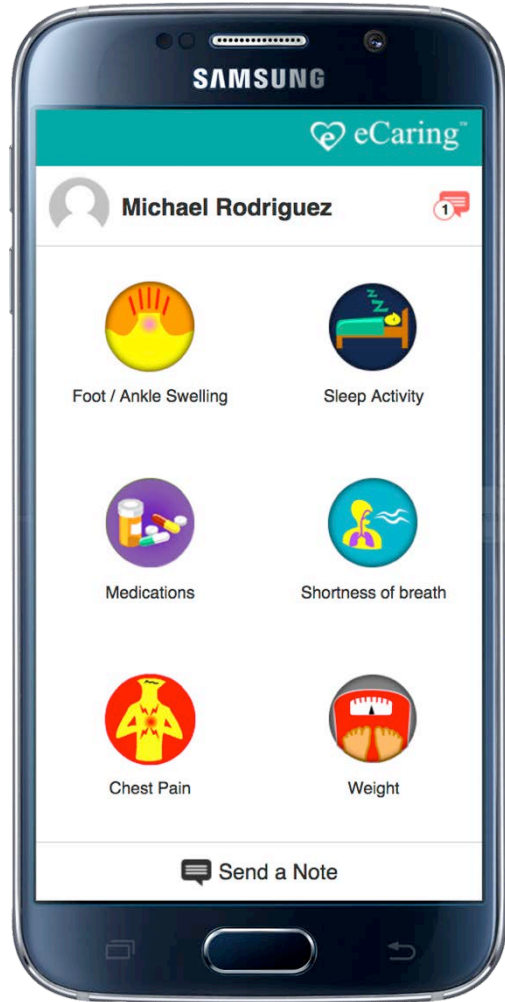 SAMSUNG
eCaring™
Michael Rodriguez
1
Foot / Ankle Swelling
Sleep Activity
Medications
Shortness of breath
Chest Pain
Weight
Send a Note